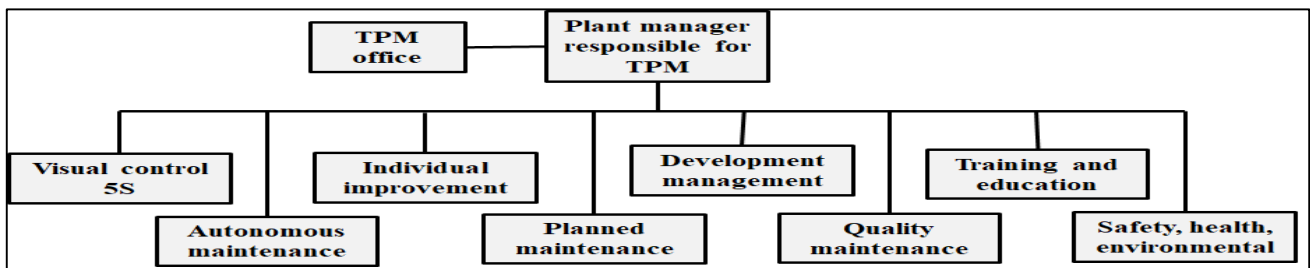 TPM
office
Plant manager
responsible for
TPM
Visual control
5S
Individual
improvement
Development
management
Training and
education
Autonomous
maintenance
Planned
maintenance
Quality
maintenance
Safety, health,
environmental